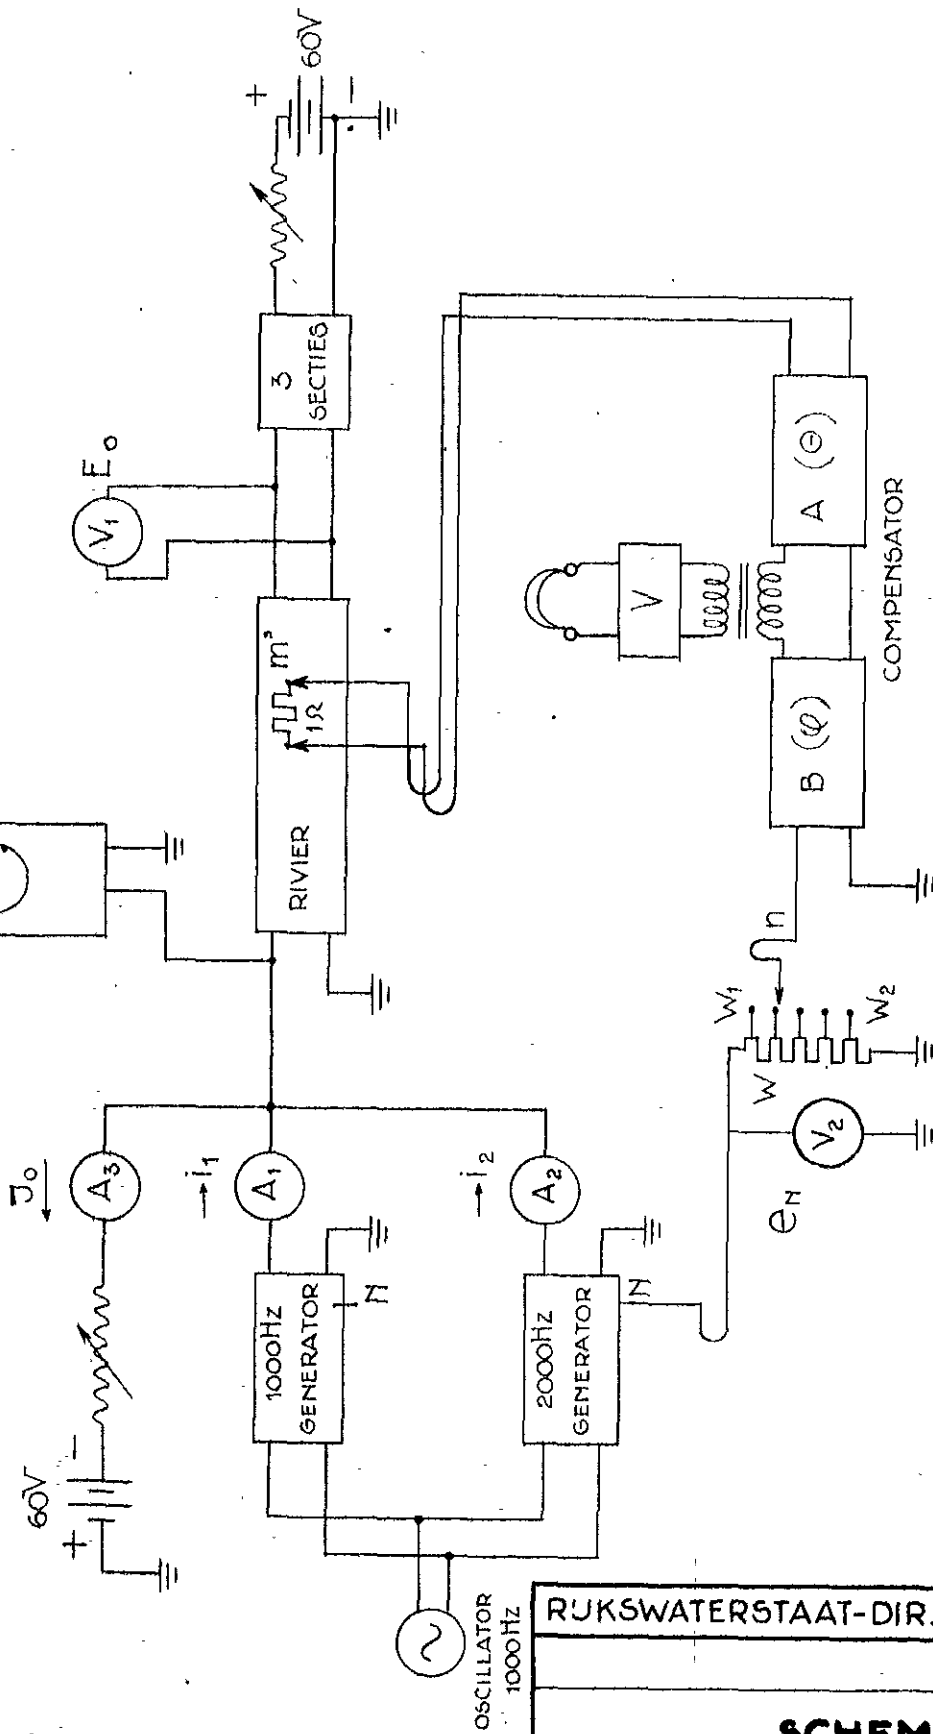 60V
+
−
J₀
A₃
1000HZ
GENERATOR
N
A₁
i₁
2000HZ
GENERATOR
N
A₂
i₂
OSCILLATOR
1000HZ
RIVIER
1Ω
m³
V₁
E₀
3
SECTIES
+
−
60V
V
B (φ)
A (Θ)
COMPENSATOR
n
W₁
W
W₂
V₂
eₙ
RIJKSWATERSTAAT-DIR.